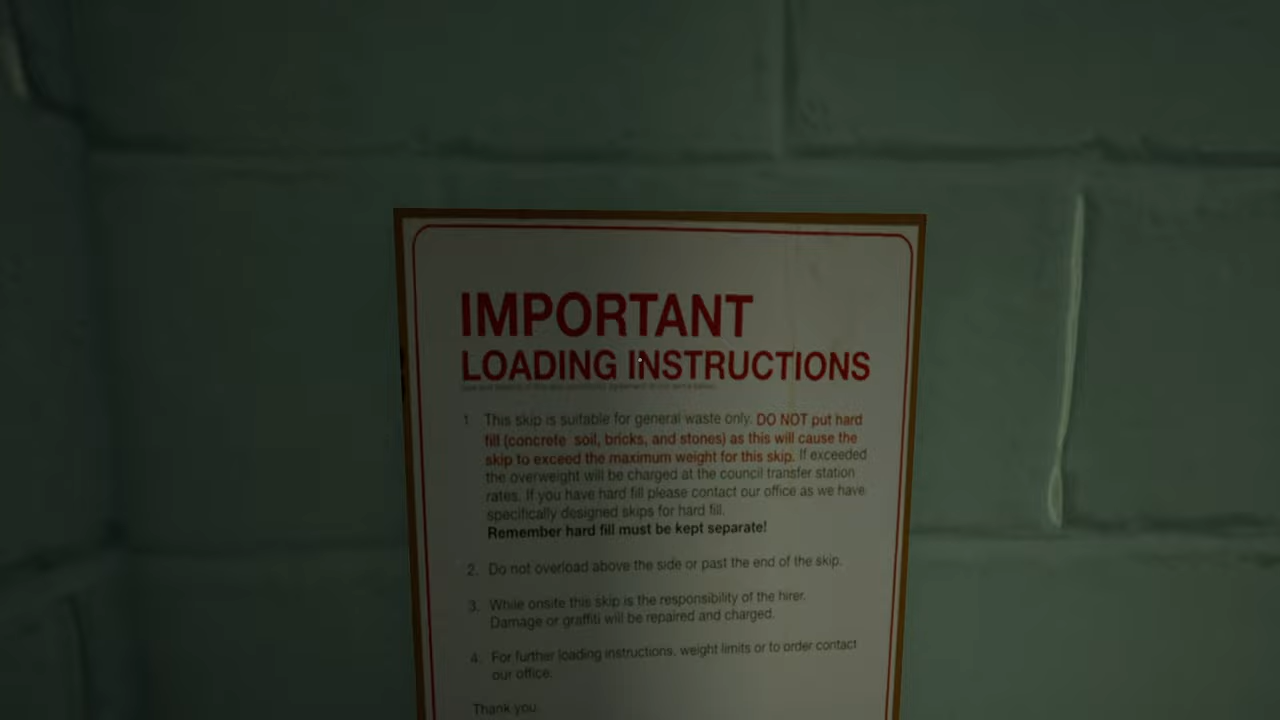 IMPORTANT
LOADING INSTRUCTIONS
1. This skip is suitable for general waste only. DO NOT put hard
fill (concrete soil, bricks, and stones) as this will cause the
skip to exceed the maximum weight for this skip. If exceeded
the overweight will be charged at the council transfer station
rates. If you have hard fill please contact our office as we have
specifically designed skips for hard fill.
Remember hard fill must be kept separate!
2. Do not overload above the side or past the end of the skip.
3. While onsite this skip is the responsibility of the hirer.
Damage or graffiti will be repaired and charged.
4. For further loading instructions, weight limits or to order contact
our office.
Thank you.